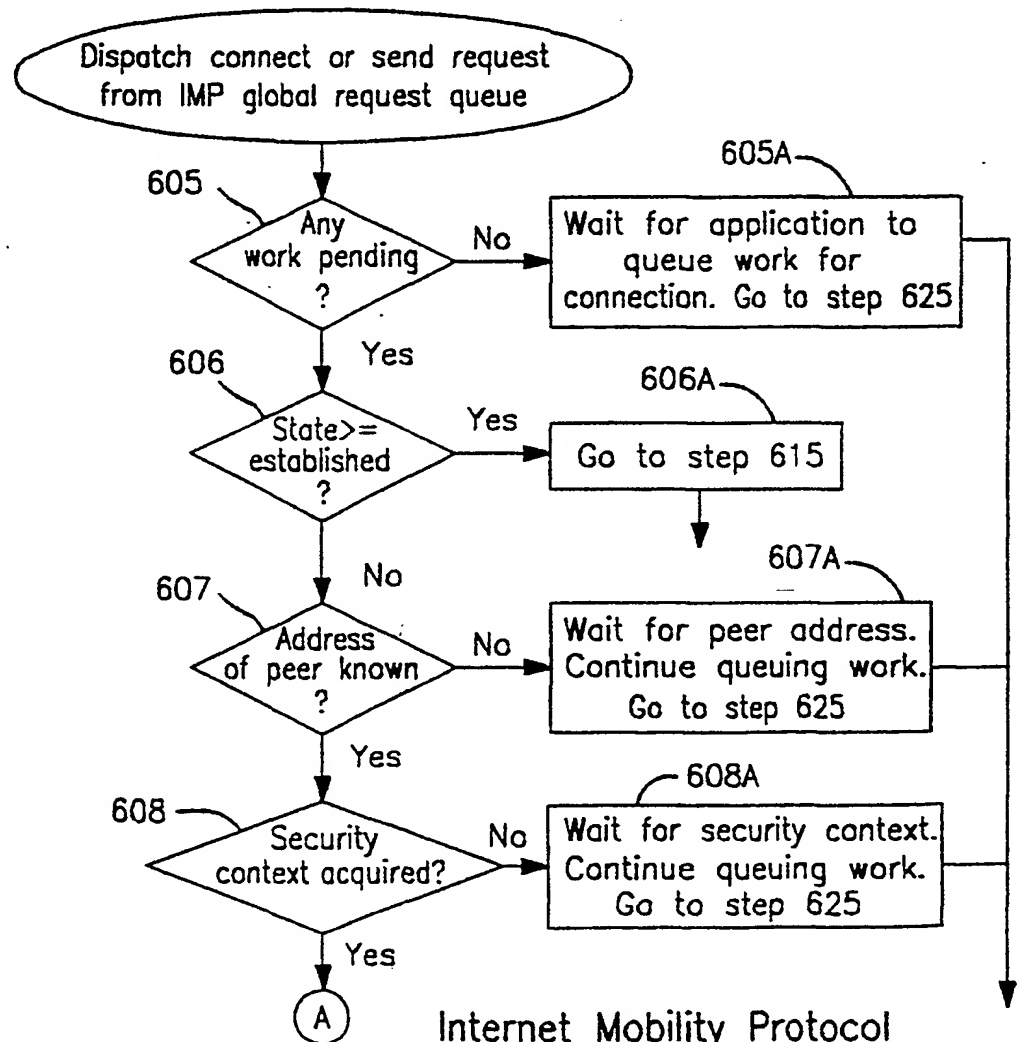 Dispatch connect or send request
from IMP global request queue
605
Any
work pending
?
No
605A
Wait for application to
queue work for
connection. Go to step 625
Yes
606
State>=
established
?
Yes
606A
Go to step 615
No
607
Address
of peer known
?
No
607A
Wait for peer address.
Continue queuing work.
Go to step 625
Yes
608
Security
context acquired?
No
608A
Wait for security context.
Continue queuing work.
Go to step 625
Yes
A
Internet Mobility Protocol